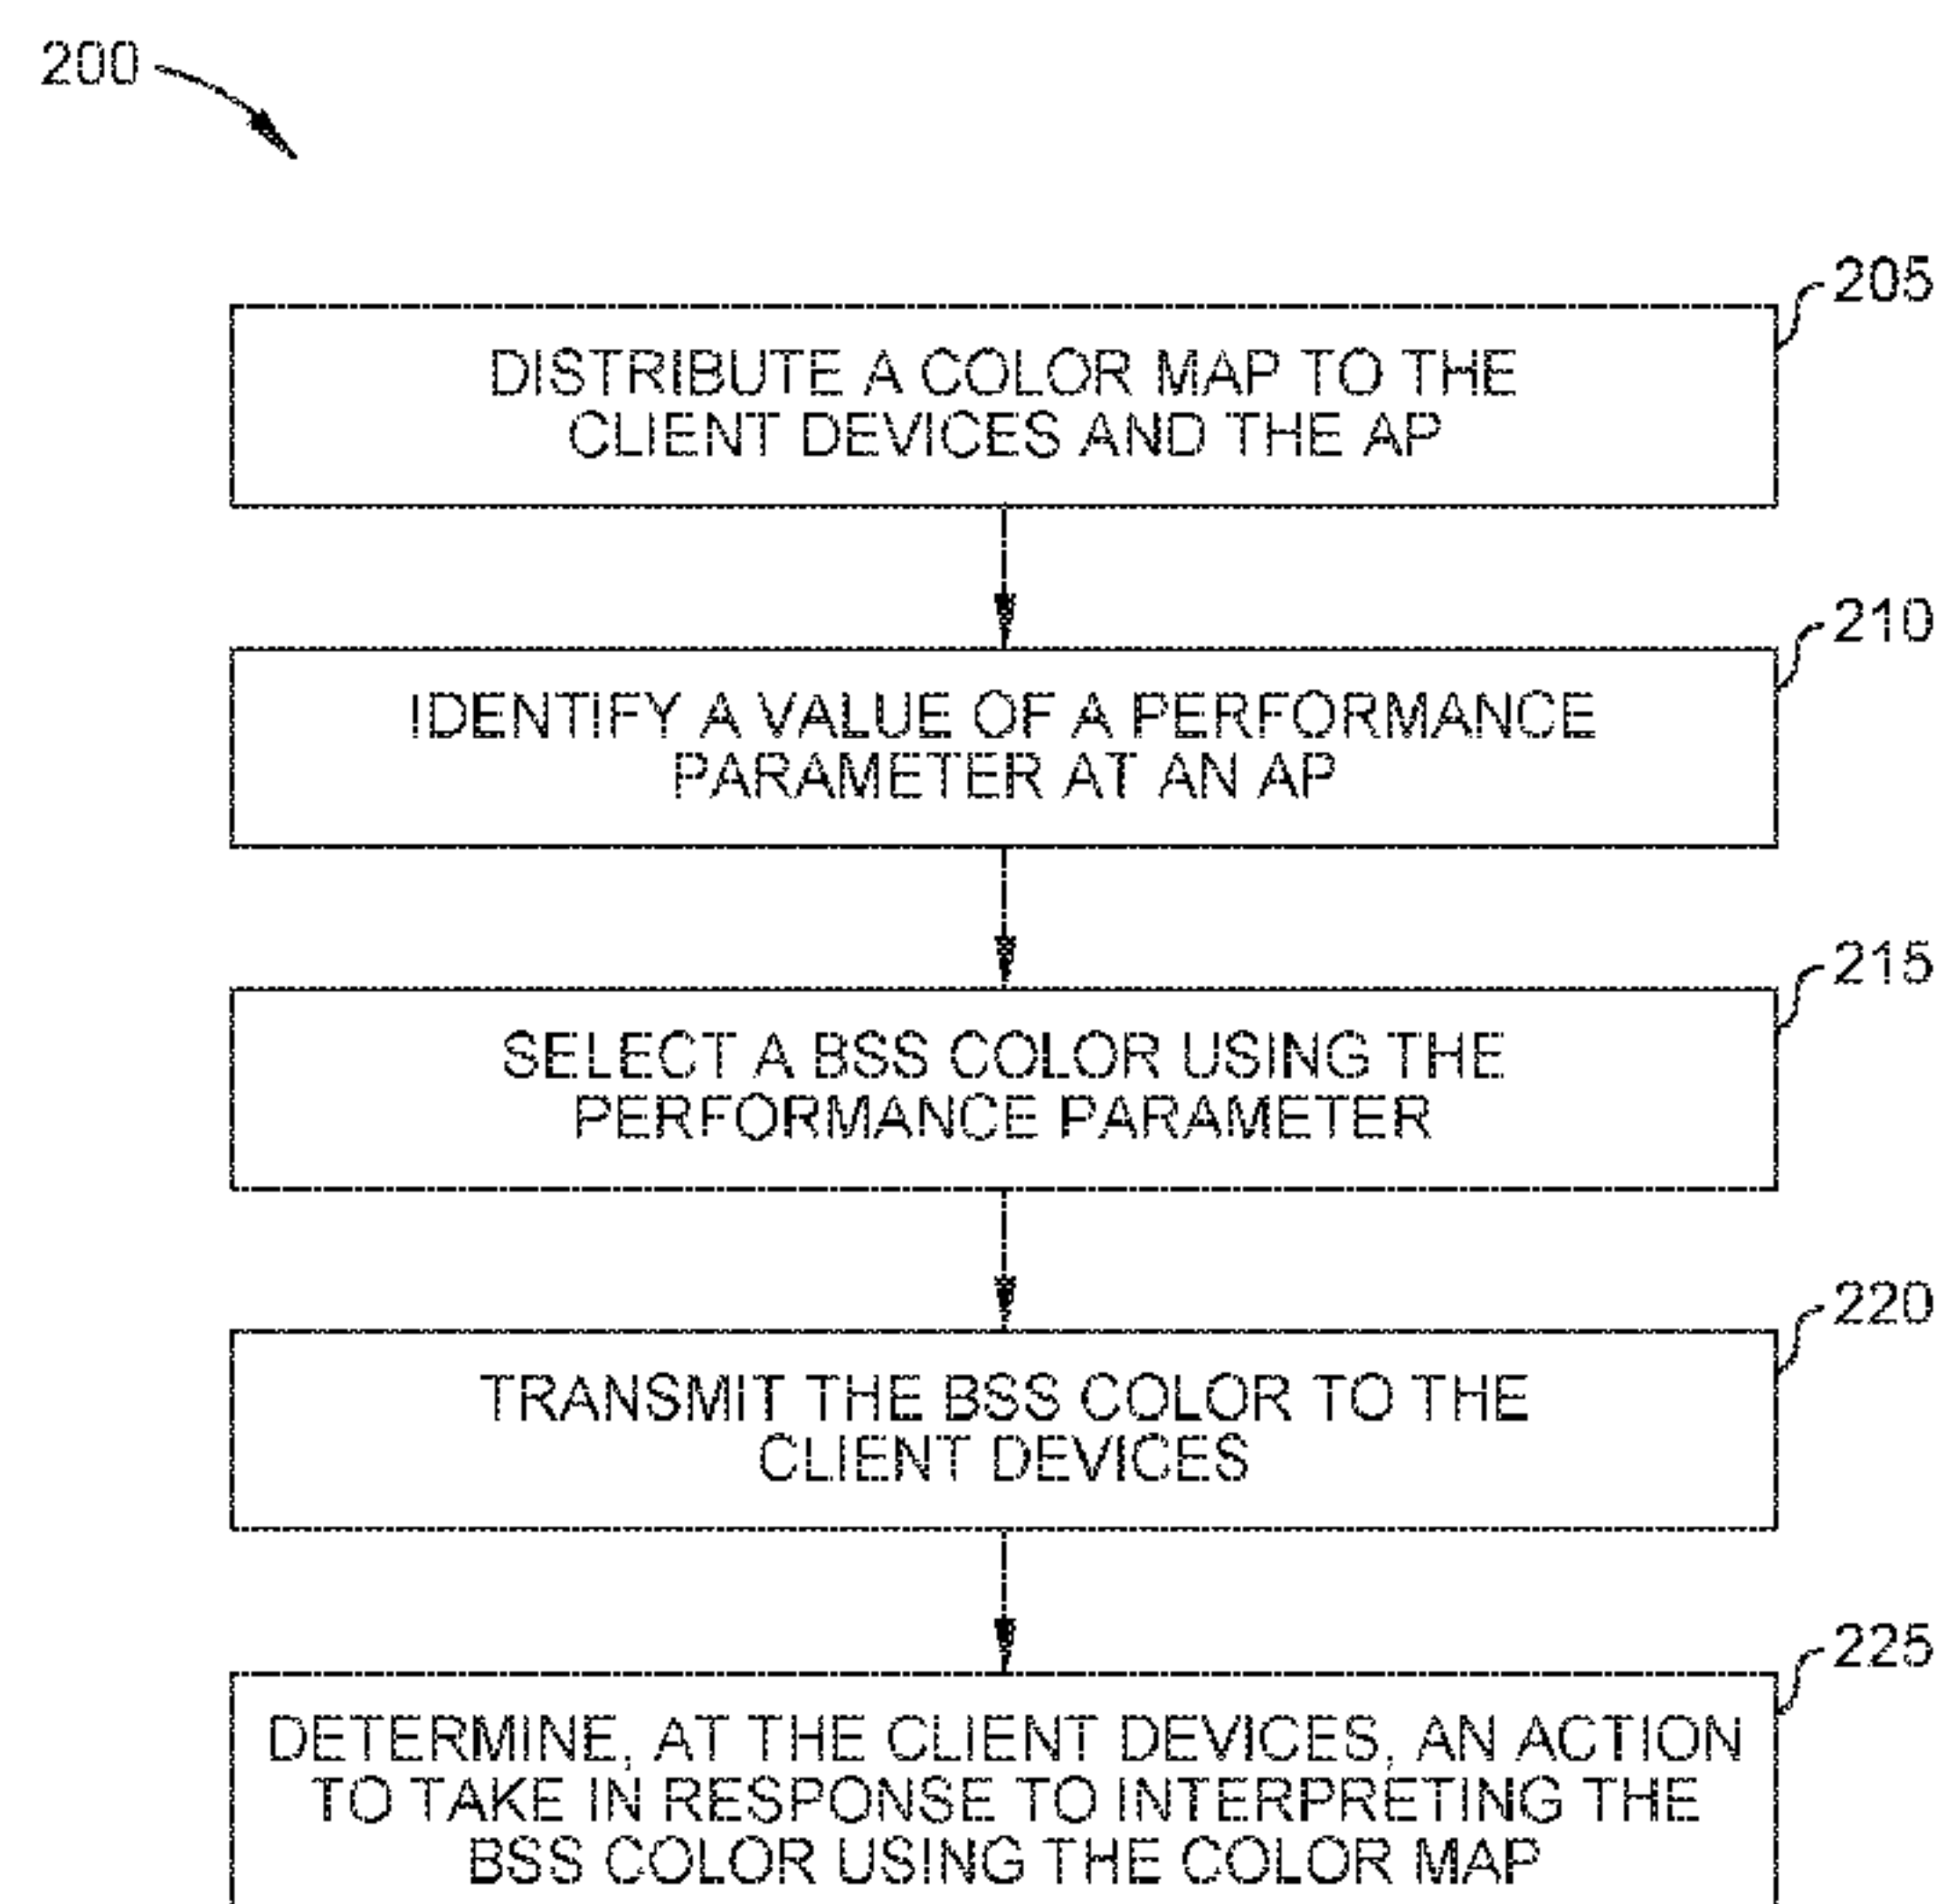 200
205
DISTRIBUTE A COLOR MAP TO THE
CLIENT DEVICES AND THE AP
210
IDENTIFY A VALUE OF A PERFORMANCE
PARAMETER AT AN AP
215
SELECT A BSS COLOR USING THE
PERFORMANCE PARAMETER
220
TRANSMIT THE BSS COLOR TO THE
CLIENT DEVICES
225
DETERMINE, AT THE CLIENT DEVICES, AN ACTION
TO TAKE IN RESPONSE TO INTERPRETING THE
BSS COLOR USING THE COLOR MAP